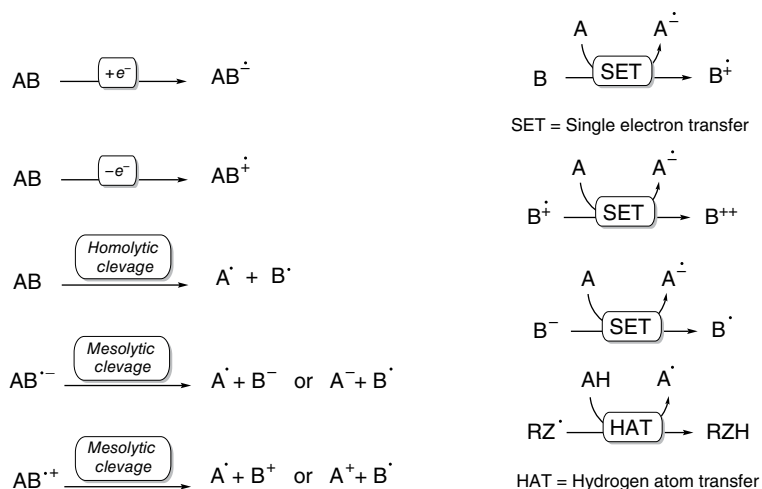 AB +e⁻ AB∸
AB −e⁻ AB∔
AB Homolytic clevage A˙ + B˙
AB˙⁻ Mesolytic clevage A˙ + B⁻ or A⁻ + B˙
AB˙⁺ Mesolytic clevage A˙ + B⁺ or A⁺ + B˙
A A∸
B SET B∔
SET = Single electron transfer
A A∸
B∔ SET B⁺⁺
A A∸
B⁻ SET B˙
AH A˙
RZ˙ HAT RZH
HAT = Hydrogen atom transfer